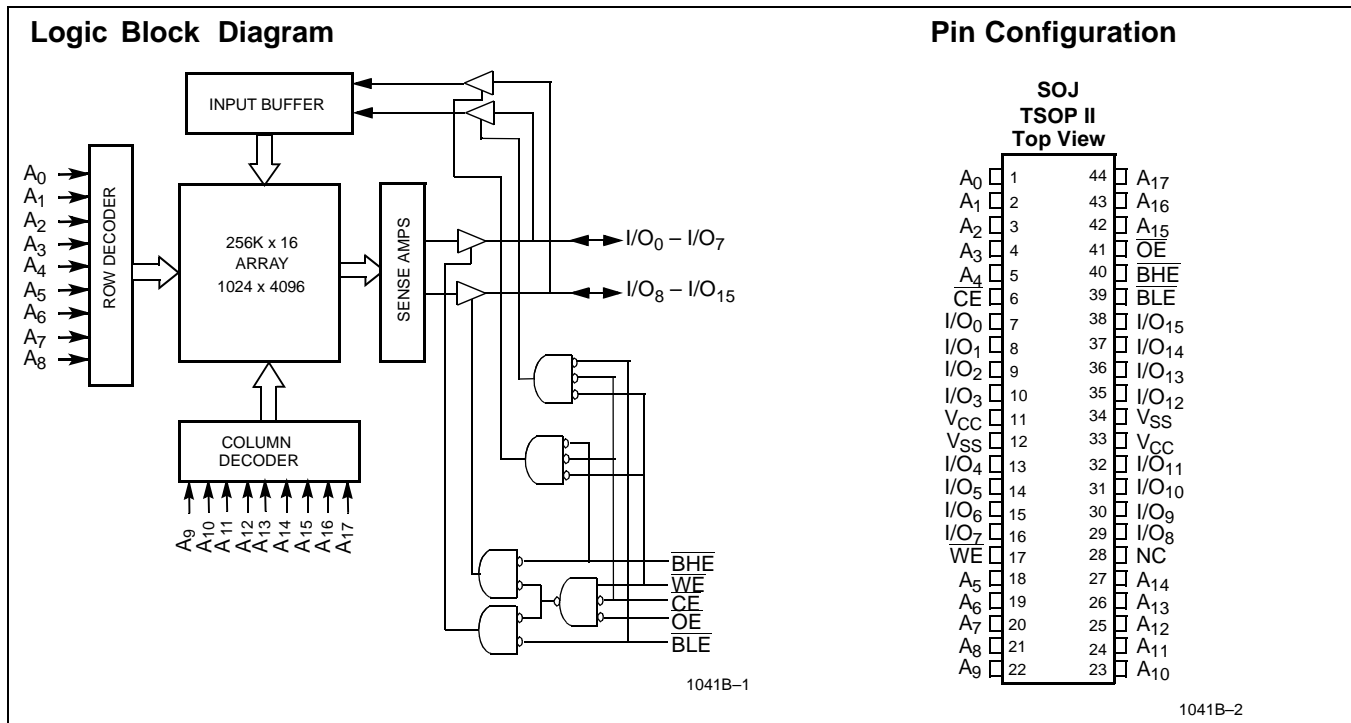 Logic Block Diagram
INPUT BUFFER
A0
A1
A2
A3
A4
A5
A6
A7
A8
ROW DECODER
256K x 16
ARRAY
1024 x 4096
SENSE AMPS
I/O0 – I/O7
I/O8 – I/O15
COLUMN
DECODER
A9
A10
A11
A12
A13
A14
A15
A16
A17
BHE
WE
CE
OE
BLE
1041B–1
Pin Configuration
SOJ
TSOP II
Top View
A0 1 44 A17
A1 2 43 A16
A2 3 42 A15
A3 4 41 OE
A4 5 40 BHE
CE 6 39 BLE
I/O0 7 38 I/O15
I/O1 8 37 I/O14
I/O2 9 36 I/O13
I/O3 10 35 I/O12
VCC 11 34 VSS
VSS 12 33 VCC
I/O4 13 32 I/O11
I/O5 14 31 I/O10
I/O6 15 30 I/O9
I/O7 16 29 I/O8
WE 17 28 NC
A5 18 27 A14
A6 19 26 A13
A7 20 25 A12
A8 21 24 A11
A9 22 23 A10
1041B–2